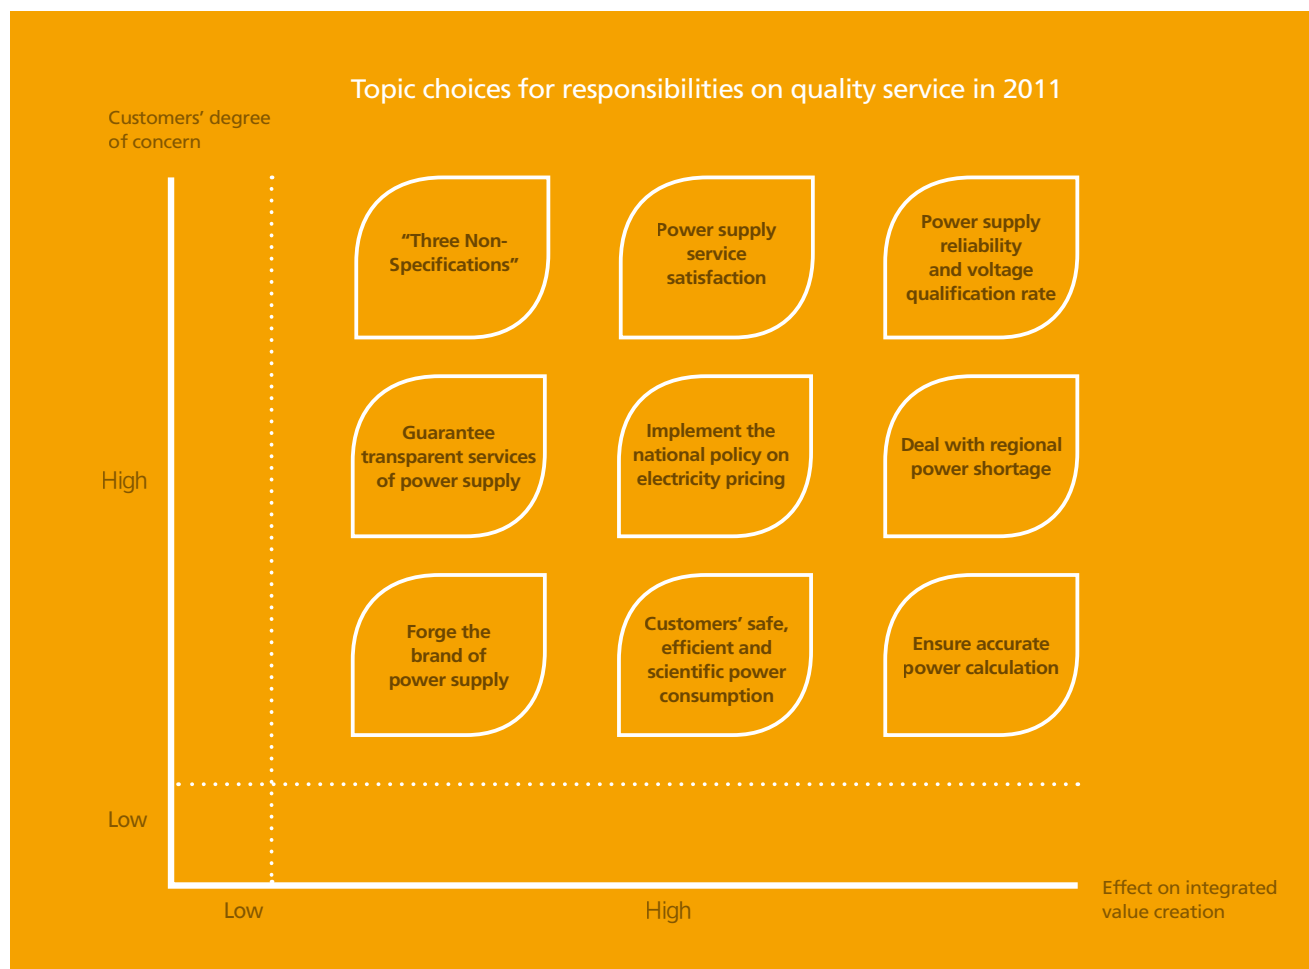 Topic choices for responsibilities on quality service in 2011
Customers’ degree
of concern
“Three Non-
Specifications”
Power supply
service
satisfaction
Power supply
reliability
and voltage
qualification rate
High
Guarantee
transparent services
of power supply
Implement the
national policy on
electricity pricing
Deal with regional
power shortage
Forge the
brand of
power supply
Customers’ safe,
efficient and
scientific power
consumption
Ensure accurate
power calculation
Low
Low
High
Effect on integrated
value creation